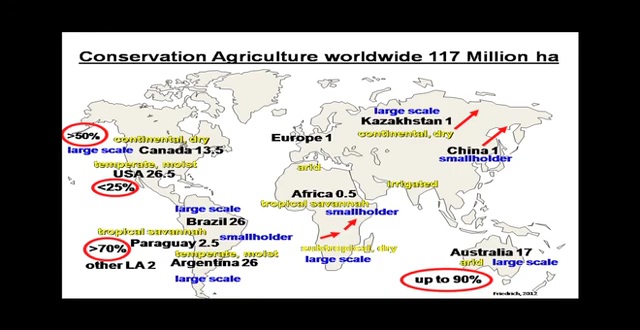 Conservation Agriculture worldwide 117 Million ha
large scale
Kazakhstan 1
continental, dry
>50%
continental, dry
large scale Canada 13.5
Europe 1
China 1
smallholder
temperate, moist
USA 26.5
arid
<25%
irrigated
Africa 0.5
tropical savannah
smallholder
large scale
Brazil 26
tropical savannah
smallholder
>70%
Paraguay 2.5
temperate, moist
other LA 2
Argentina 26
large scale
dry
large scale
Australia 17
arid large scale
up to 90%
Friedrich, 2012